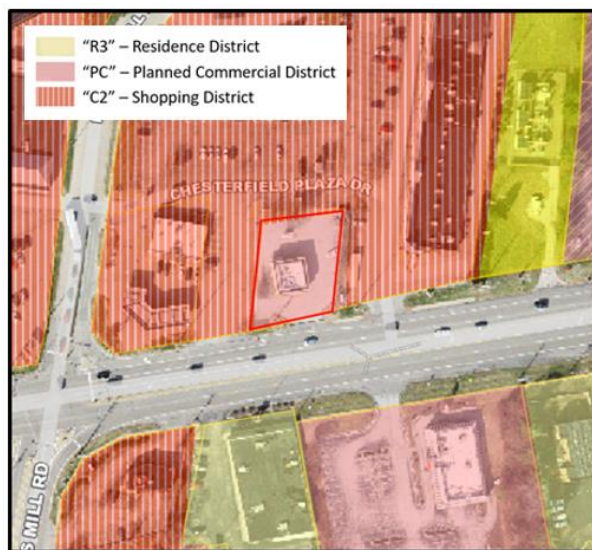 “R3” – Residence District
“PC” – Planned Commercial District
“C2” – Shopping District
CHESTERFIELD PLAZA DR
S MILL RD